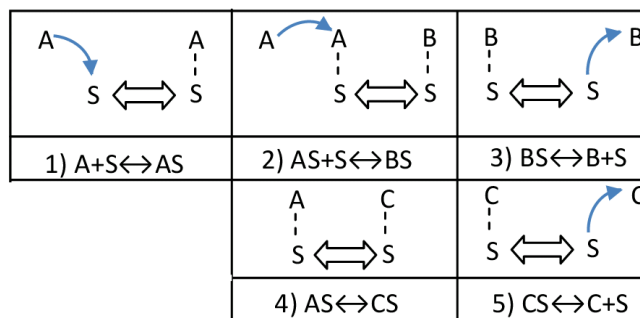 A A
S S
1) A+S↔AS
A A B
S S
2) AS+S↔BS
B B
S S
3) BS↔B+S
A C
S S
4) AS↔CS
C C
S S
5) CS↔C+S